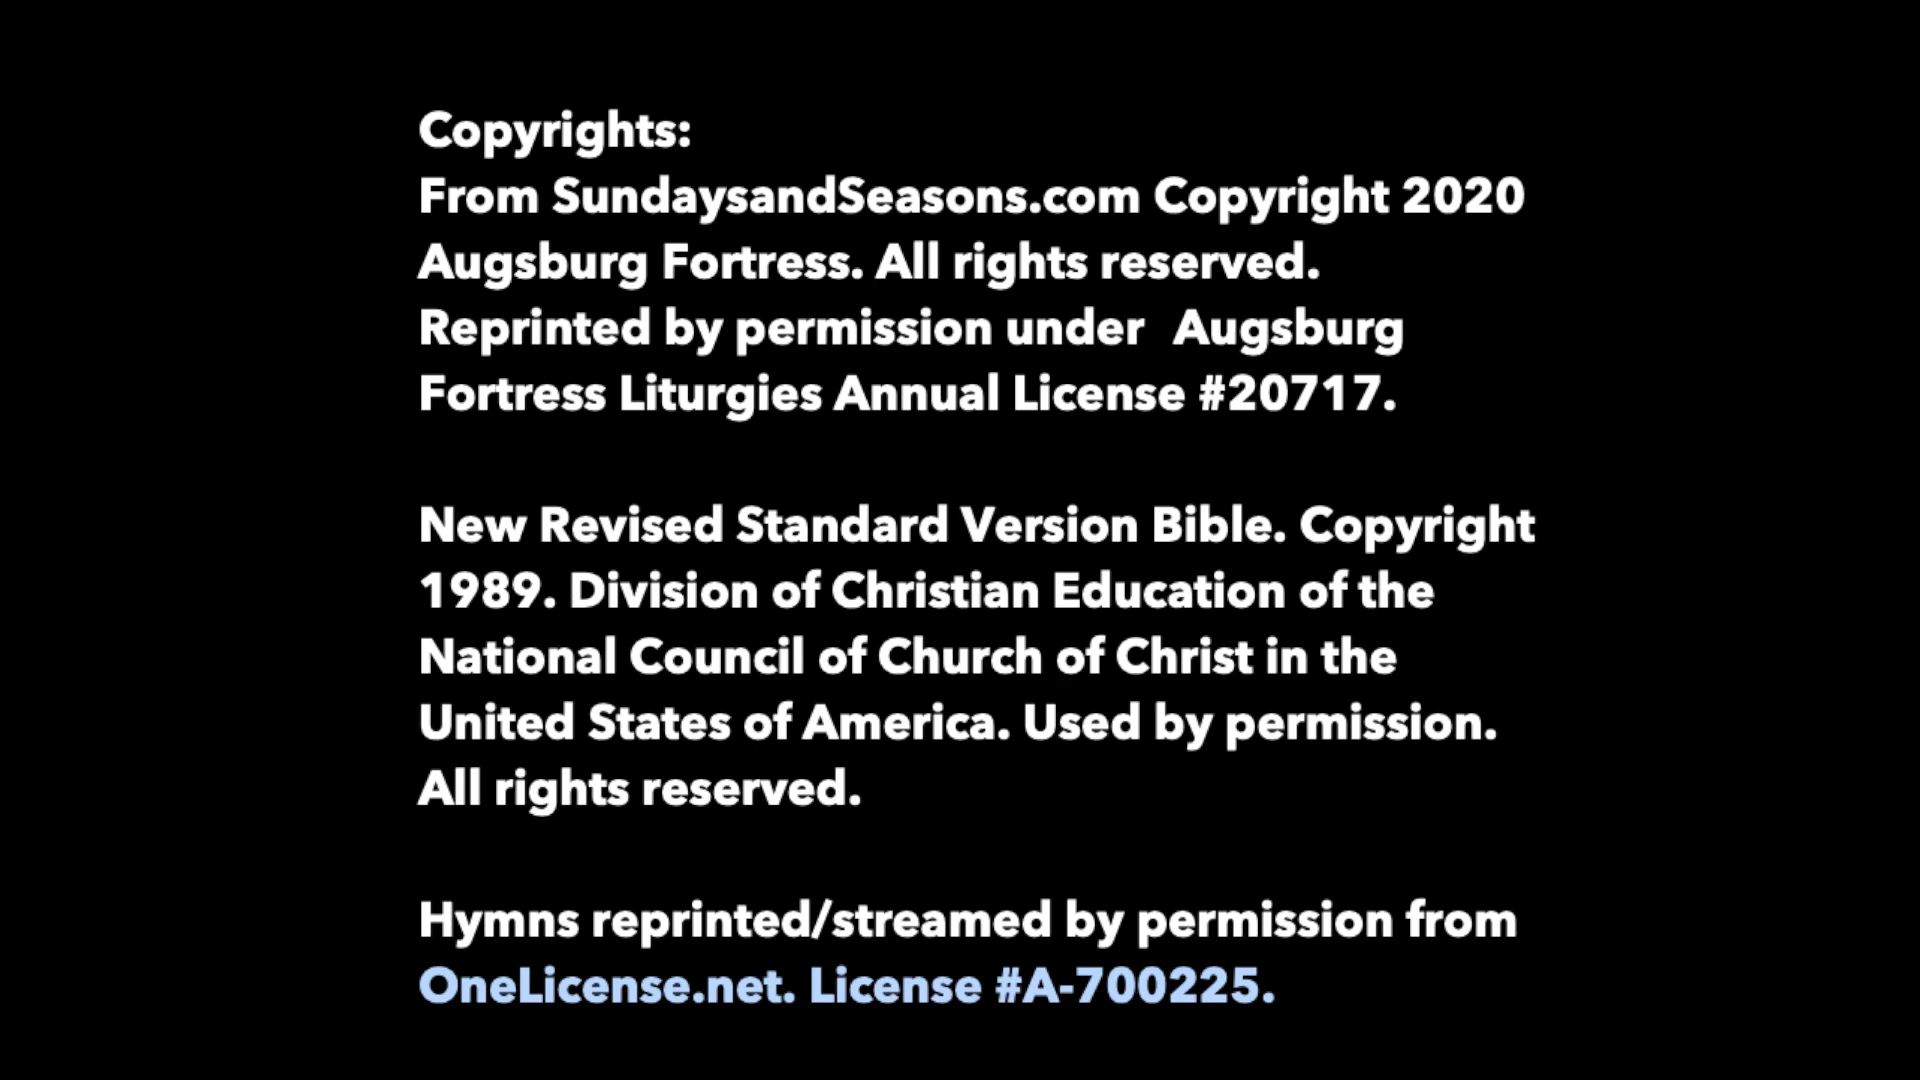 Copyrights:
From SundaysandSeasons.com Copyright 2020
Augsburg Fortress. All rights reserved.
Reprinted by permission under  Augsburg
Fortress Liturgies Annual License #20717.
New Revised Standard Version Bible. Copyright
1989. Division of Christian Education of the
National Council of Church of Christ in the
United States of America. Used by permission.
All rights reserved.
Hymns reprinted/streamed by permission from
OneLicense.net. License #A-700225.